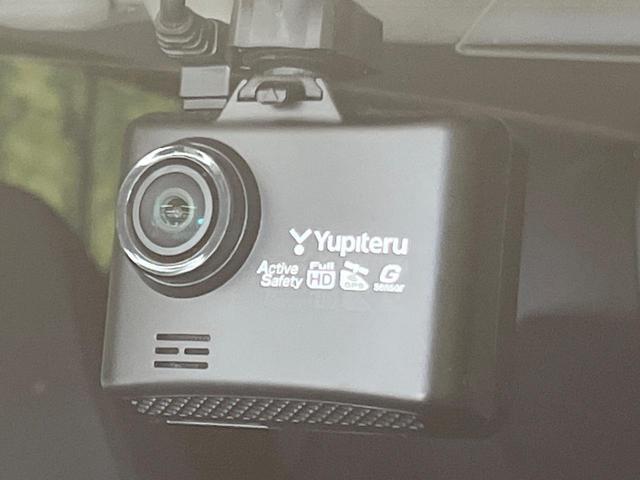 Yupiteru
Active Safety Full HD GPS G sensor